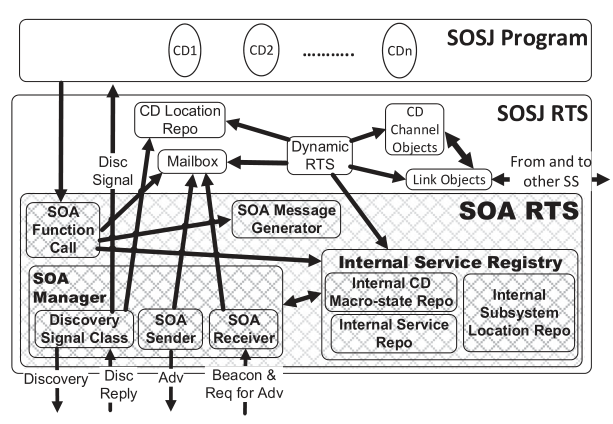 CD1
CD2
...........
CDn
SOSJ Program
SOSJ RTS
CD Location
Repo
CD
Channel
Objects
Dynamic
RTS
Disc
Signal
Mailbox
Link Objects
From and to
other SS
SOA RTS
SOA
Function
Call
SOA Message
Generator
Internal Service Registry
SOA
Manager
Internal CD
Macro-state Repo
Internal
Subsystem
Location Repo
Discovery
Signal Class
SOA
Sender
SOA
Receiver
Internal Service
Repo
Discovery
Disc
Reply
Adv
Beacon &
Req for Adv